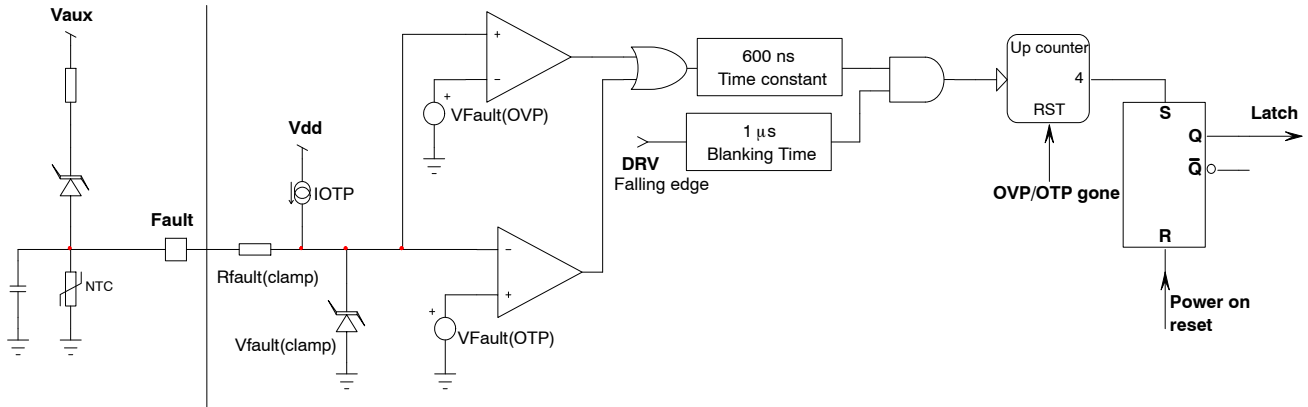 Vaux
Fault
NTC
Vdd
IOTP
Rfault(clamp)
Vfault(clamp)
+
−
+
VFault(OVP)
−
+
+
VFault(OTP)
600 ns
Time constant
1 μs
Blanking Time
DRV
Falling edge
Up counter
4
RST
OVP/OTP gone
S
Q
Q̅
R
Latch
Power on
reset